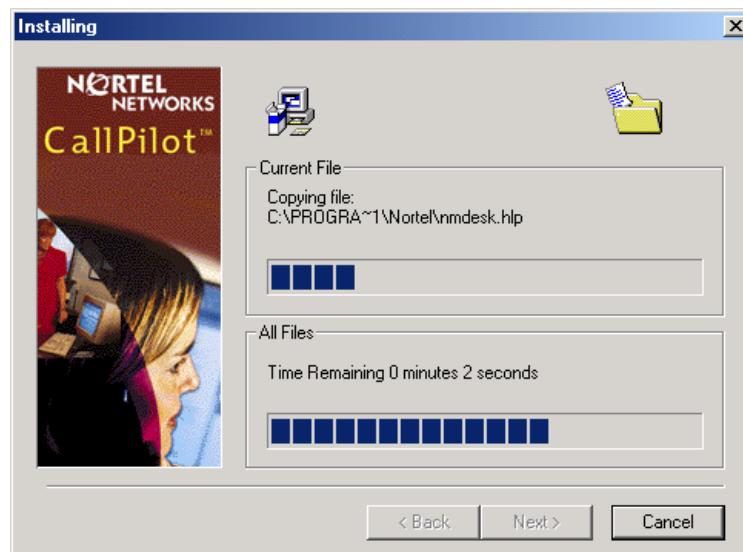 Installing
NORTEL
NETWORKS
CallPilot™
Current File
Copying file:
C:\PROGRA~1\Nortel\nmdesk.hlp
All Files
Time Remaining 0 minutes 2 seconds
< Back
Next >
Cancel